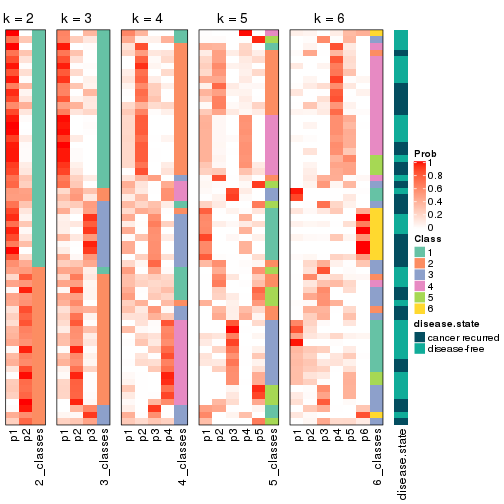 k = 2
k = 3
k = 4
k = 5
k = 6
Prob
1
0.8
0.6
0.4
0.2
0
Class
1
2
3
4
5
6
disease.state
cancer recurred
disease-free
p1
p2
2_classes
p1
p2
p3
3_classes
p1
p2
p3
p4
4_classes
p1
p2
p3
p4
p5
5_classes
p1
p2
p3
p4
p5
p6
6_classes
disease.state